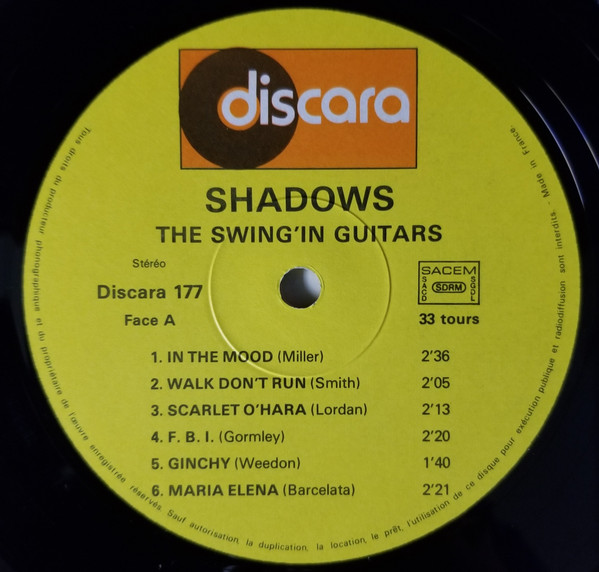 discara
SHADOWS
THE SWING'IN GUITARS
Stéréo
Discara 177
Face A
SACEM
SACD
SDRM
SGDL
33 tours
1. IN THE MOOD (Miller) 2'36
2. WALK DON'T RUN (Smith) 2'05
3. SCARLET O'HARA (Lordan) 2'13
4. F. B. I. (Gormley) 2'20
5. GINCHY (Weedon) 1'40
6. MARIA ELENA (Barcelata) 2'21
Tous droits du producteur phonographique et du propriétaire de l'œuvre enregistrée réservés. Sauf autorisation, la duplication, la location, le prêt, l'utilisation de ce disque pour exécution publique et radiodiffusion sont interdits. - Made in France.